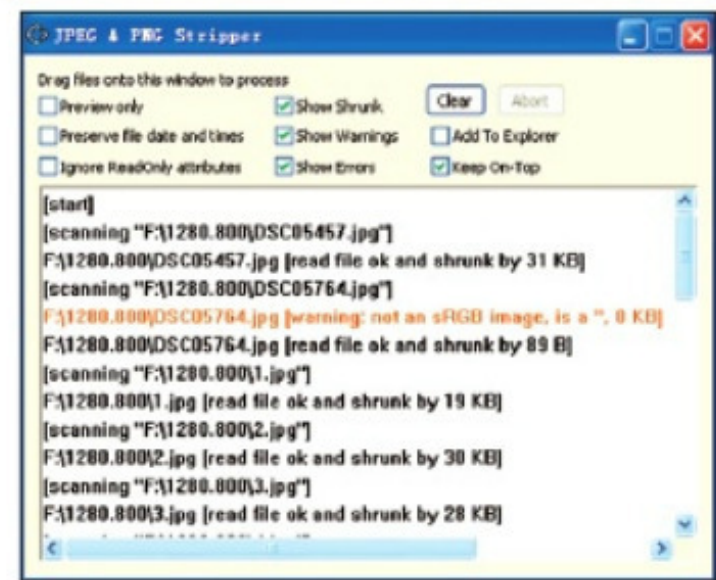 JPEG & PNG Stripper
Drag files onto this window to process
Preview only
Show Shrunk
Clear
Abort
Preserve file date and times
Show Warnings
Add To Explorer
Ignore ReadOnly attributes
Show Errors
Keep On-Top
[start]
[scanning "F:\1280.800\DSC05457.jpg"]
F:\1280.800\DSC05457.jpg [read file ok and shrunk by 31 KB]
[scanning "F:\1280.800\DSC05764.jpg"]
F:\1280.800\DSC05764.jpg [warning: not an sRGB image, is a '', 0 KB]
F:\1280.800\DSC05764.jpg [read file ok and shrunk by 89 B]
[scanning "F:\1280.800\1.jpg"]
F:\1280.800\1.jpg [read file ok and shrunk by 19 KB]
[scanning "F:\1280.800\2.jpg"]
F:\1280.800\2.jpg [read file ok and shrunk by 30 KB]
[scanning "F:\1280.800\3.jpg"]
F:\1280.800\3.jpg [read file ok and shrunk by 28 KB]